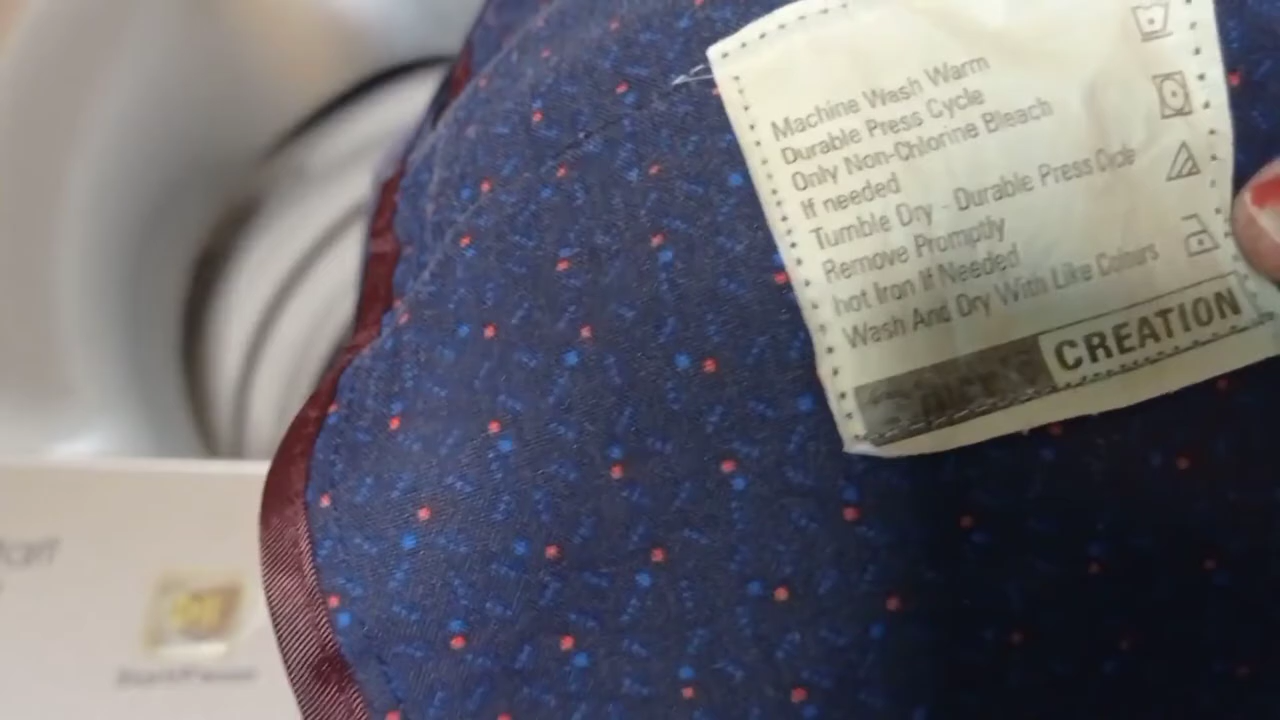 Machine Wash Warm
Durable Press Cycle
Only Non-Chlorine Bleach
If needed
Tumble Dry - Durable Press Cycle
Remove Promptly
hot Iron If Needed
Wash And Dry With Like Colours
CREATION